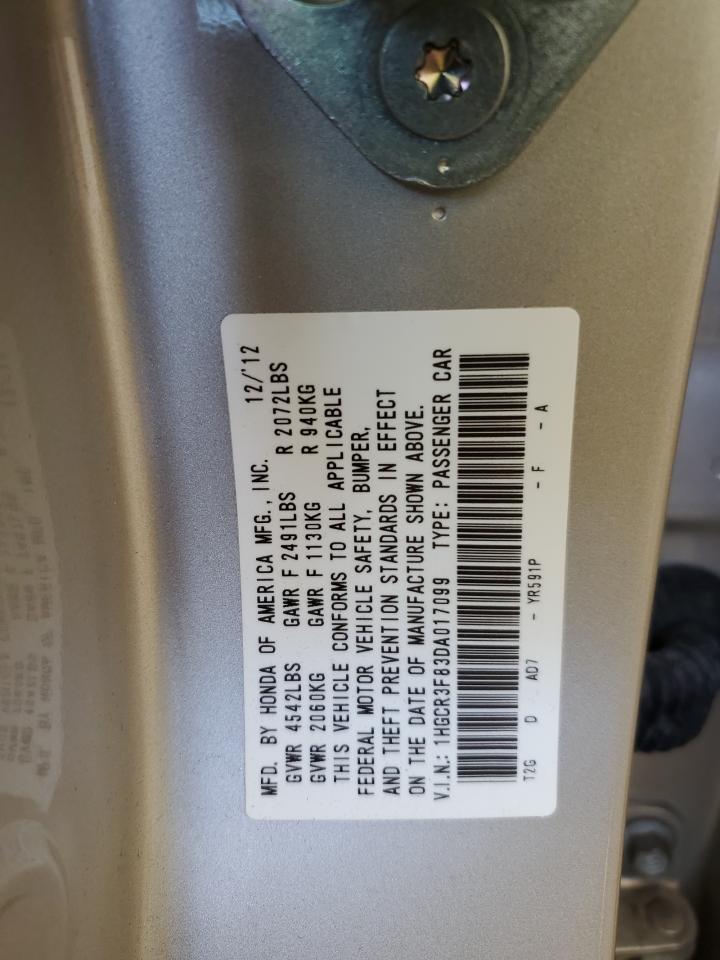 MFD. BY HONDA OF AMERICA MFG., INC. 12/'12
GVWR 4542LBS GAWR F 2491LBS R 2072LBS
GVWR 2060KG GAWR F 1130KG R 940KG
THIS VEHICLE CONFORMS TO ALL APPLICABLE
FEDERAL MOTOR VEHICLE SAFETY, BUMPER,
AND THEFT PREVENTION STANDARDS IN EFFECT
ON THE DATE OF MANUFACTURE SHOWN ABOVE.
V.I.N.: 1HGCR3F83DA017099 TYPE: PASSENGER CAR
T2G D AD7 - YR591P - F - A